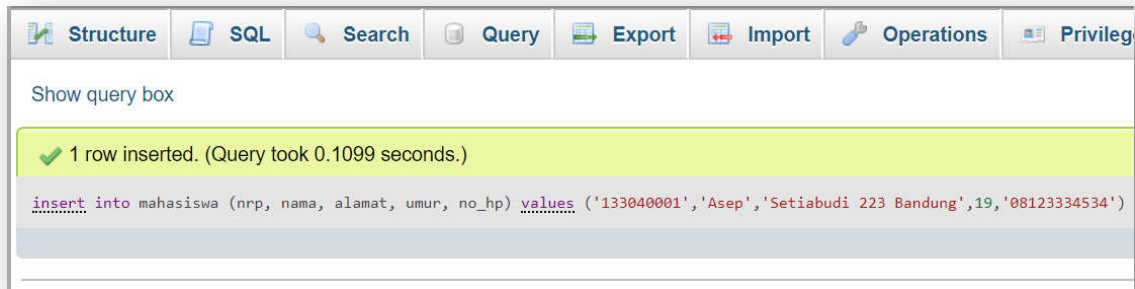 Structure SQL Search Query Export Import Operations Privileg
Show query box
1 row inserted. (Query took 0.1099 seconds.)
insert into mahasiswa (nrp, nama, alamat, umur, no_hp) values ('133040001','Asep','Setiabudi 223 Bandung',19,'08123334534')